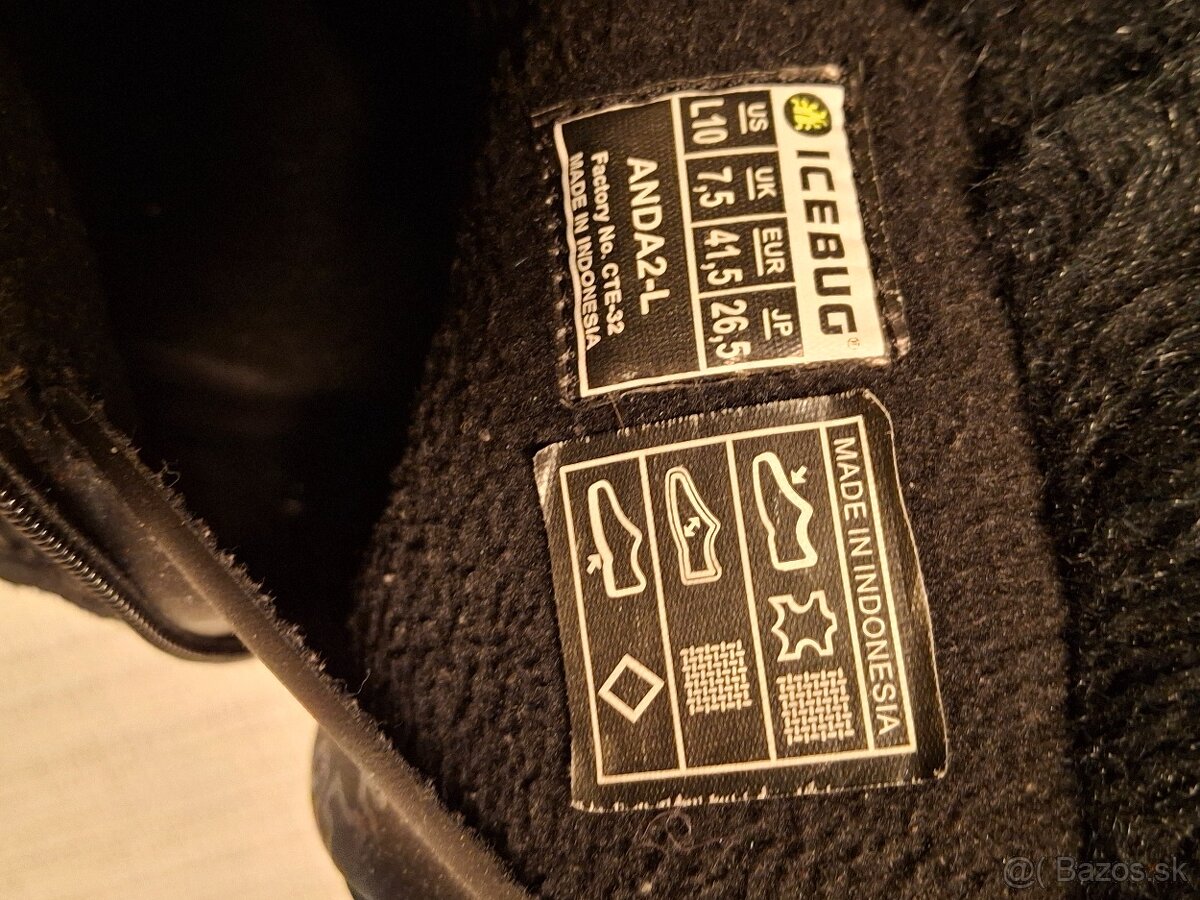 ICEBUG®
US UK EUR JP
L10 7,5 41,5 26,5
ANDA2-L
Factory No. CTE-32
MADE IN INDONESIA
MADE IN INDONESIA
@( Bazos.sk